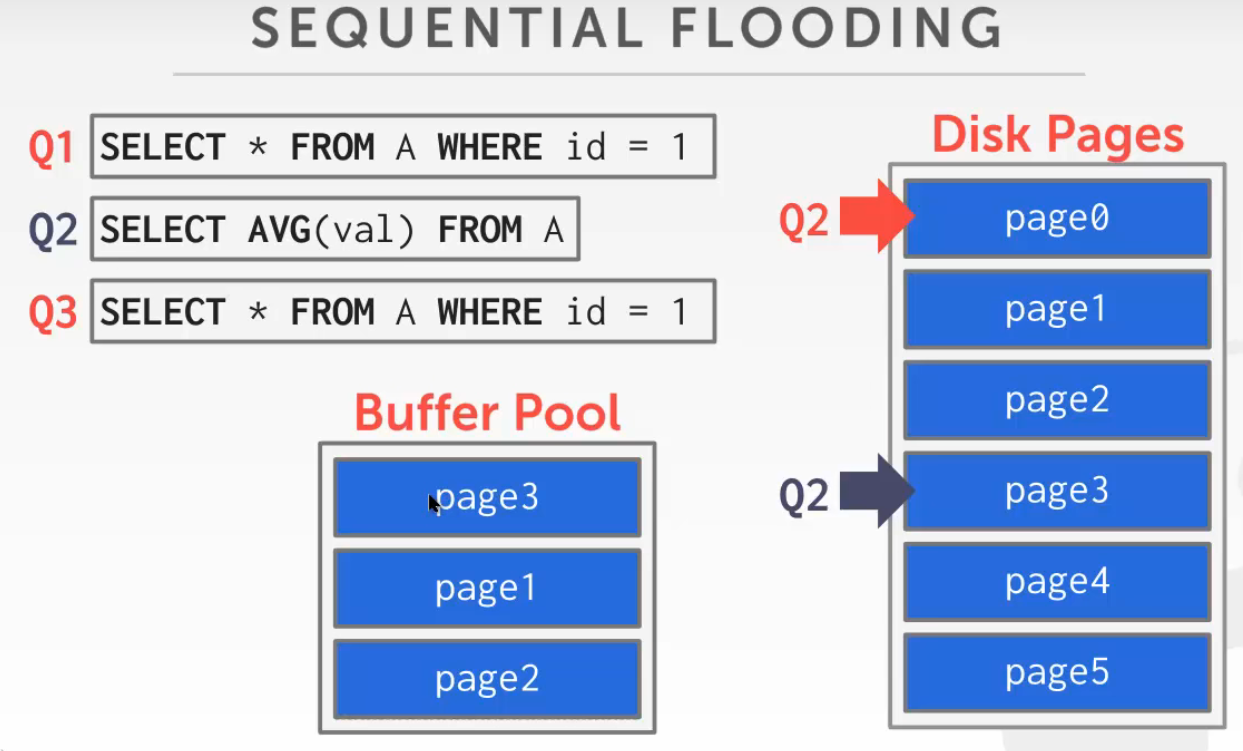 SEQUENTIAL FLOODING
Q1 SELECT * FROM A WHERE id = 1
Q2 SELECT AVG(val) FROM A
Q3 SELECT * FROM A WHERE id = 1
Buffer Pool
page3
page1
page2
Disk Pages
Q2 page0
page1
page2
Q2 page3
page4
page5